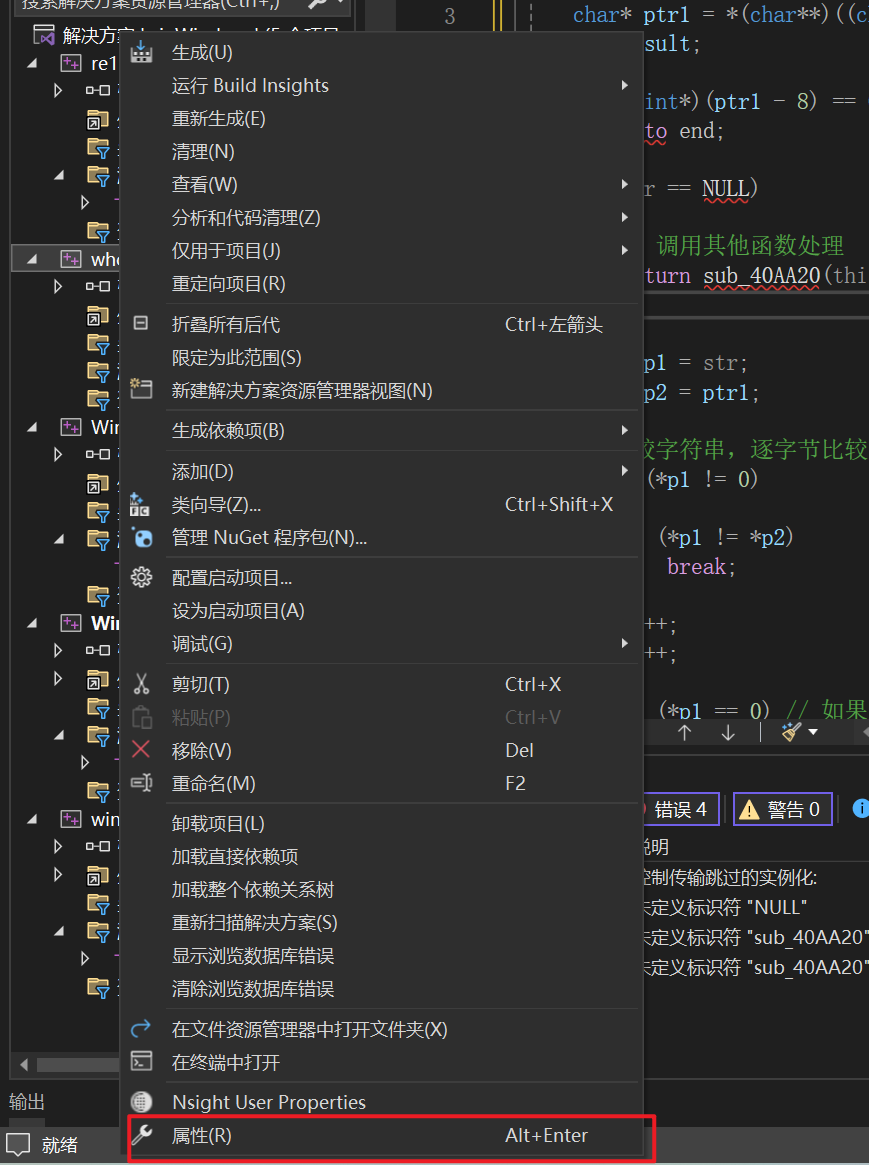 搜索解决方案资源管理器(Ctrl+;)
3
char* ptr1 = *(char**)((ch
解决方案
sult;
re1
生成(U)
运行 Build Insights
int*)(ptr1 - 8) ==
重新生成(E)
to end;
清理(N)
查看(W)
r == NULL)
分析和代码清理(Z)
仅用于项目(J)
调用其他函数处理
who
重定向项目(R)
turn sub_40AA20(thi
折叠所有后代 Ctrl+左箭头
限定为此范围(S)
p1 = str;
新建解决方案资源管理器视图(N)
p2 = ptr1;
Win
生成依赖项(B)
较字符串，逐字节比较
添加(D)
(*p1 != 0)
类向导(Z)... Ctrl+Shift+X
管理 NuGet 程序包(N)...
(*p1 != *p2)
配置启动项目...
break;
设为启动项目(A)
Win
++;
调试(G)
++;
剪切(T) Ctrl+X
粘贴(P) Ctrl+V
(*p1 == 0) // 如果
移除(V) Del
重命名(M) F2
win
卸载项目(L)
错误 4
警告 0
加载直接依赖项
说明
加载整个依赖关系树
控制传输跳过的实例化:
重新扫描解决方案(S)
未定义标识符 "NULL"
显示浏览数据库错误
未定义标识符 "sub_40AA20"
清除浏览数据库错误
未定义标识符 "sub_40AA20"
在文件资源管理器中打开文件夹(X)
在终端中打开
输出
Nsight User Properties
属性(R) Alt+Enter
就绪